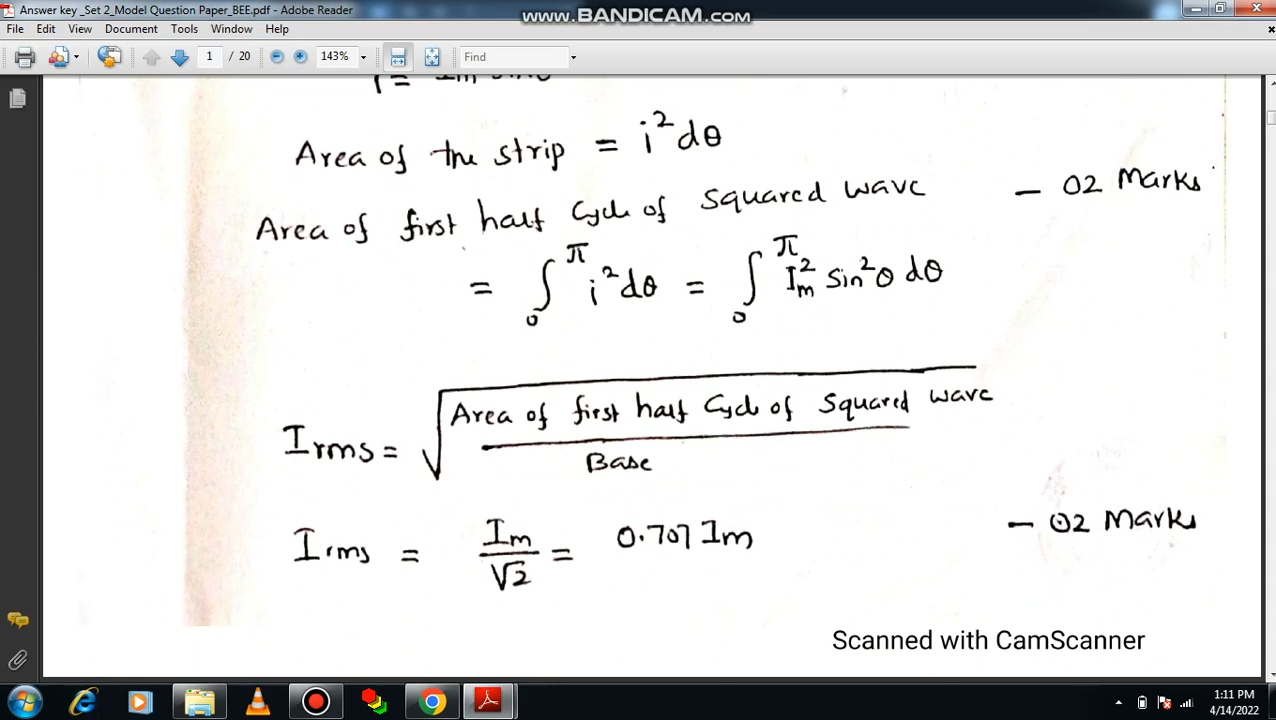 Answer key _Set 2_Model Question Paper_BEE.pdf - Adobe Reader
www.BANDICAM.com
File Edit View Document Tools Window Help
1 / 20 143% Find
i = Im sinθ
Area of the strip = i²dθ
Area of first half Cycle of Squared wave - 02 Marks
= ∫₀^π i²dθ = ∫₀^π Im² Sin²θ dθ
Irms = √(Area of first half Cycle of Squared wave / Base)
Irms = Im/√2 = 0.707 Im - 02 Marks
Scanned with CamScanner
1:11 PM
4/14/2022